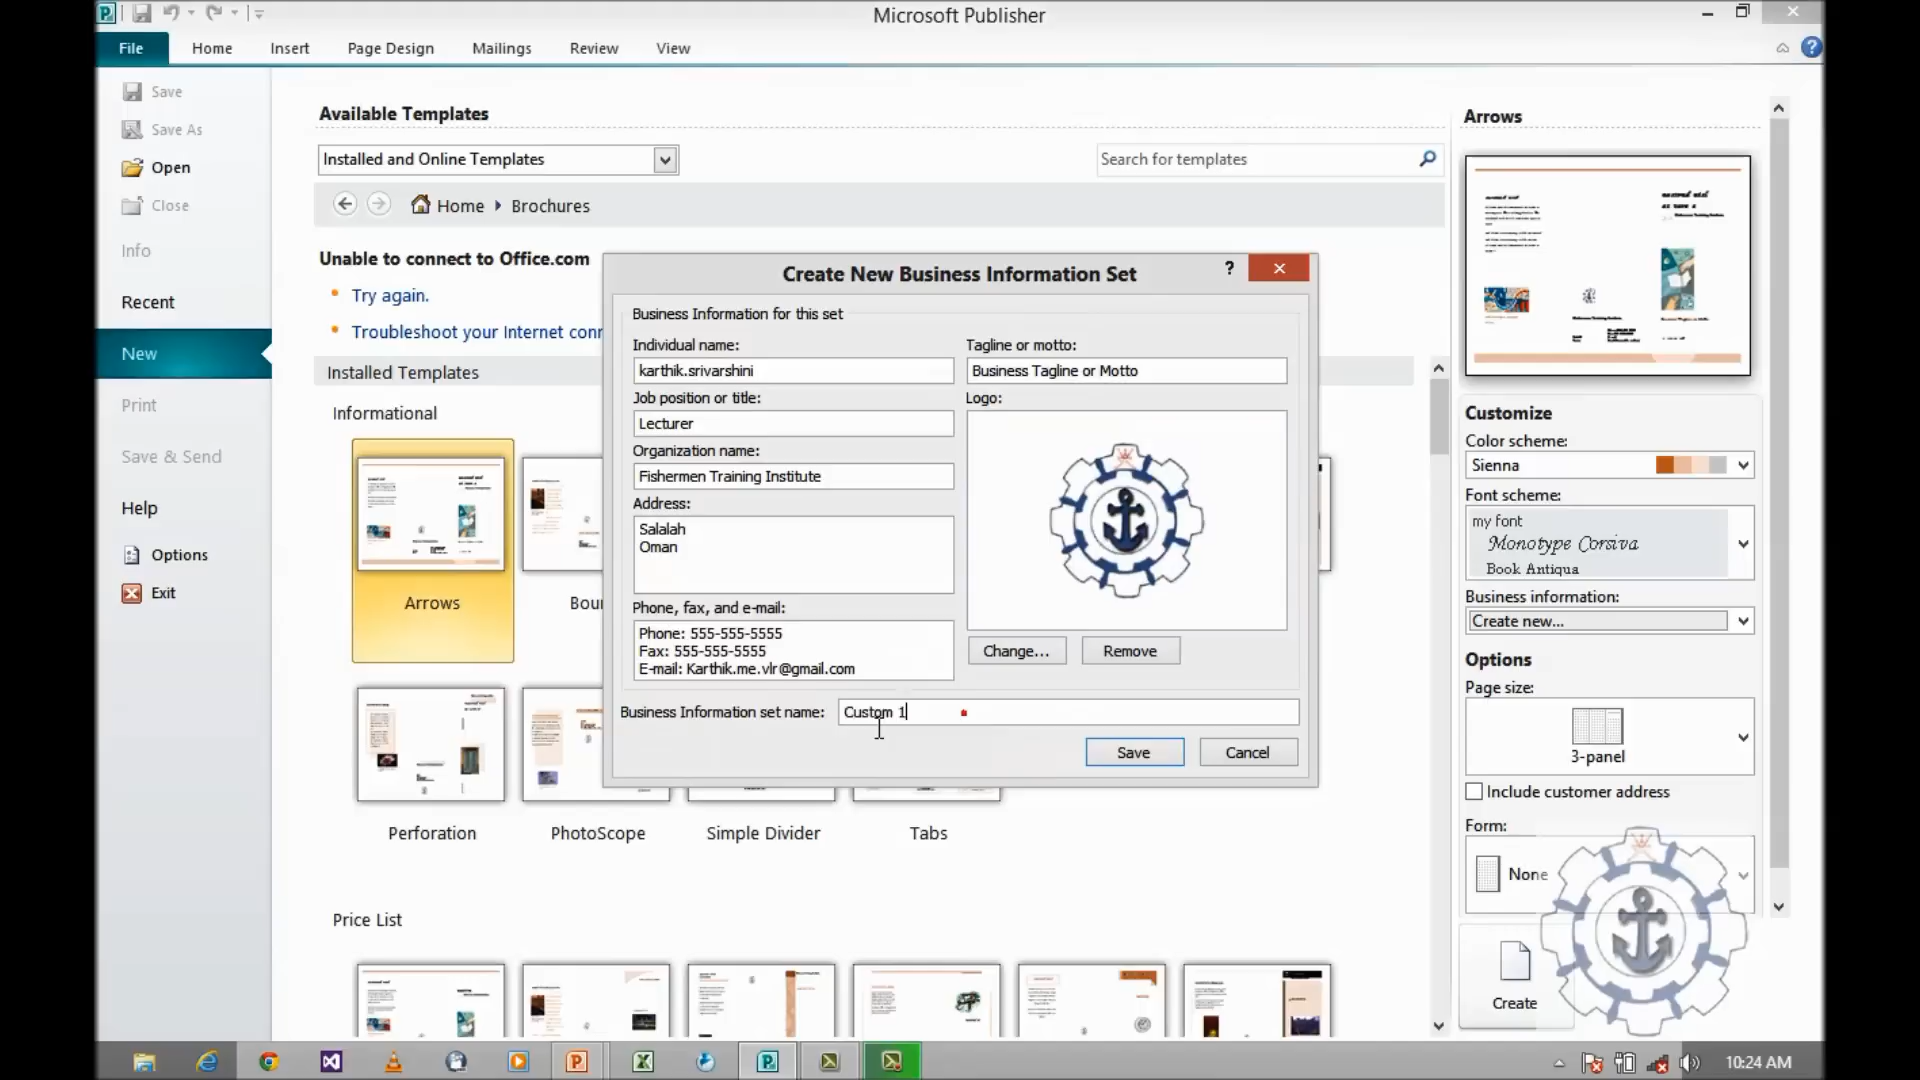 Microsoft Publisher
File Home Insert Page Design Mailings Review View
Save
Save As
Open
Close
Info
Recent
New
Print
Save & Send
Help
Options
Exit
Available Templates
Installed and Online Templates
Search for templates
Home Brochures
Unable to connect to Office.com
Try again.
Troubleshoot your Internet conn
Installed Templates
Informational
Arrows
Bou
Perforation
PhotoScope
Simple Divider
Tabs
Price List
Create New Business Information Set
?
Business Information for this set
Individual name:
karthik.srivarshini
Job position or title:
Lecturer
Organization name:
Fishermen Training Institute
Address:
Salalah
Oman
Phone, fax, and e-mail:
Phone: 555-555-5555
Fax: 555-555-5555
E-mail: Karthik.me.vlr@gmail.com
Tagline or motto:
Business Tagline or Motto
Logo:
Change...
Remove
Business Information set name:
Custom 1
Save
Cancel
Arrows
Customize
Color scheme:
Sienna
Font scheme:
my font
Monotype Corsiva
Book Antiqua
Business information:
Create new...
Options
Page size:
3-panel
Include customer address
Form:
None
Create
10:24 AM